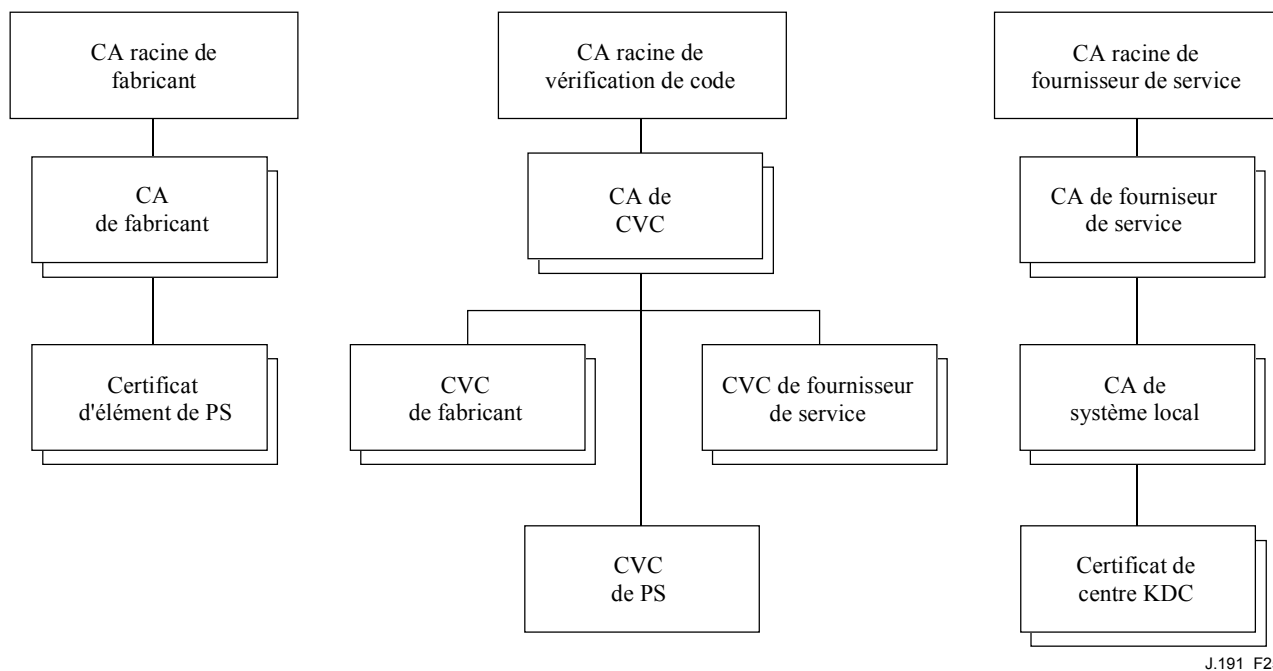 CA racine de
fabricant
CA racine de
vérification de code
CA racine de
fournisseur de service
CA
de fabricant
CA de
CVC
CA de fourniseur
de service
Certificat
d'élément de PS
CVC
de fabricant
CVC de fournisseur
de service
CA de
système local
CVC
de PS
Certificat de
centre KDC
J.191_F2